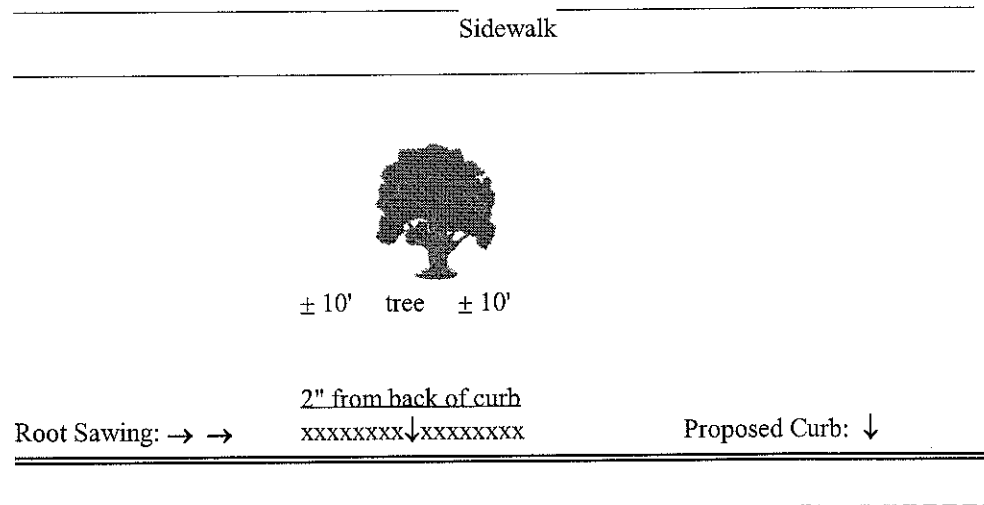 Sidewalk
± 10' tree ± 10'
2" from back of curb
Root Sawing: → → xxxxxxxx↓xxxxxxxx Proposed Curb: ↓